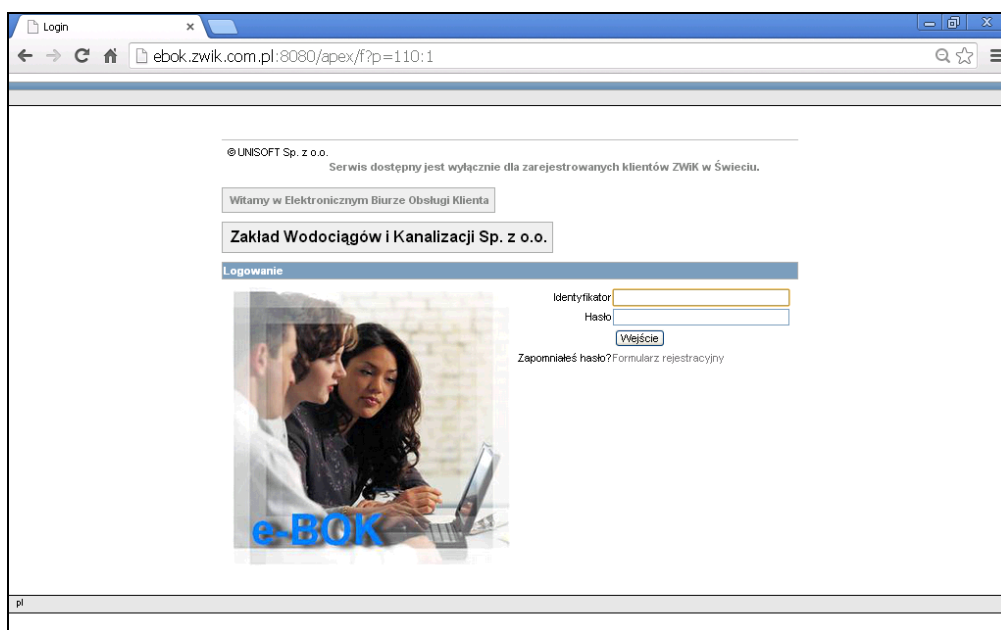 Login
ebok.zwik.com.pl:8080/apex/f?p=110:1
© UNISOFT Sp. z o.o.
Serwis dostępny jest wyłącznie dla zarejestrowanych klientów ZWiK w Świeciu.
Witamy w Elektronicznym Biurze Obsługi Klienta
Zakład Wodociągów i Kanalizacji Sp. z o.o.
Logowanie
Identyfikator
Hasło
Wejście
Zapomniałeś hasło? Formularz rejestracyjny
e-BOK
pl